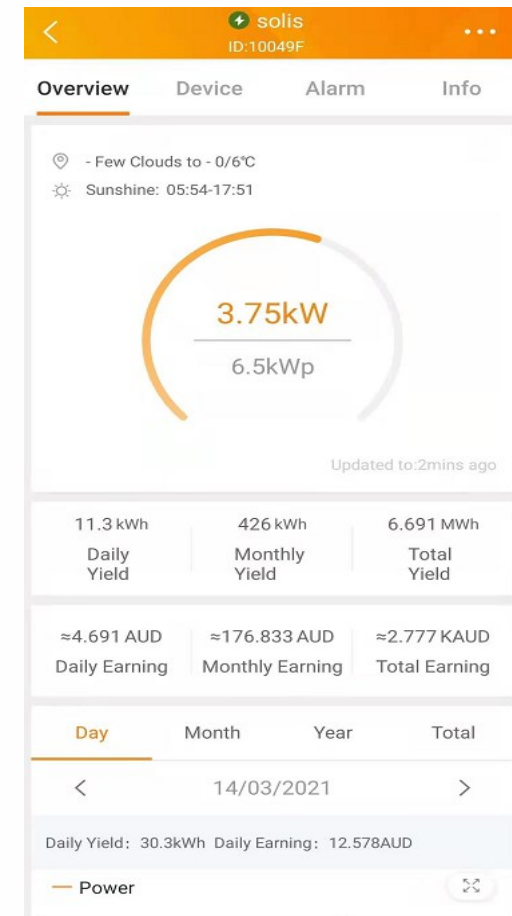 solis
ID:10049F
Overview Device Alarm Info
- Few Clouds to - 0/6℃
Sunshine: 05:54-17:51
3.75kW
6.5kWp
Updated to:2mins ago
11.3 kWh 426 kWh 6.691 MWh
Daily Monthly Total
Yield Yield Yield
≈4.691 AUD ≈176.833 AUD ≈2.777 KAUD
Daily Earning Monthly Earning Total Earning
Day Month Year Total
14/03/2021
Daily Yield: 30.3kWh Daily Earning: 12.578AUD
Power